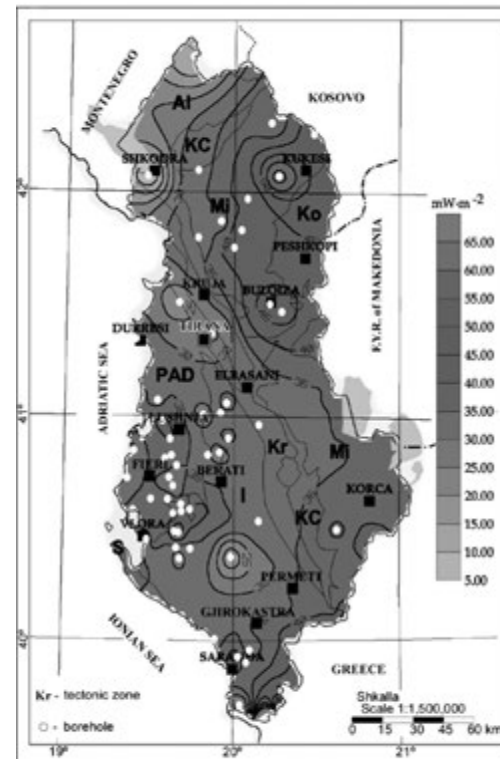 MONTENEGRO
KOSOVO
Al
KC
SHKODRA
KUKESI
42°
Mi
Ko
PESHKOPI
mW·m⁻²
65.00
60.00
55.00
50.00
45.00
40.00
35.00
30.00
25.00
20.00
15.00
10.00
5.00
KRUJA
DURRESI
TIRANA
F.Y.R. of MAKEDONIA
ADRIATIC SEA
PAD
ELBASANI
41°
LUSHNJA
Kr
Mi
FIERI
BERATI
I
KORCA
KC
VLORA
S
PERMETI
GJIROKASTRA
40°
IONIAN SEA
SARANDA
GREECE
Kr - tectonic zone
○ - borehole
Shkalla
Scale 1:1,500,000
0 15 30 45 60 km
19° 20° 21°